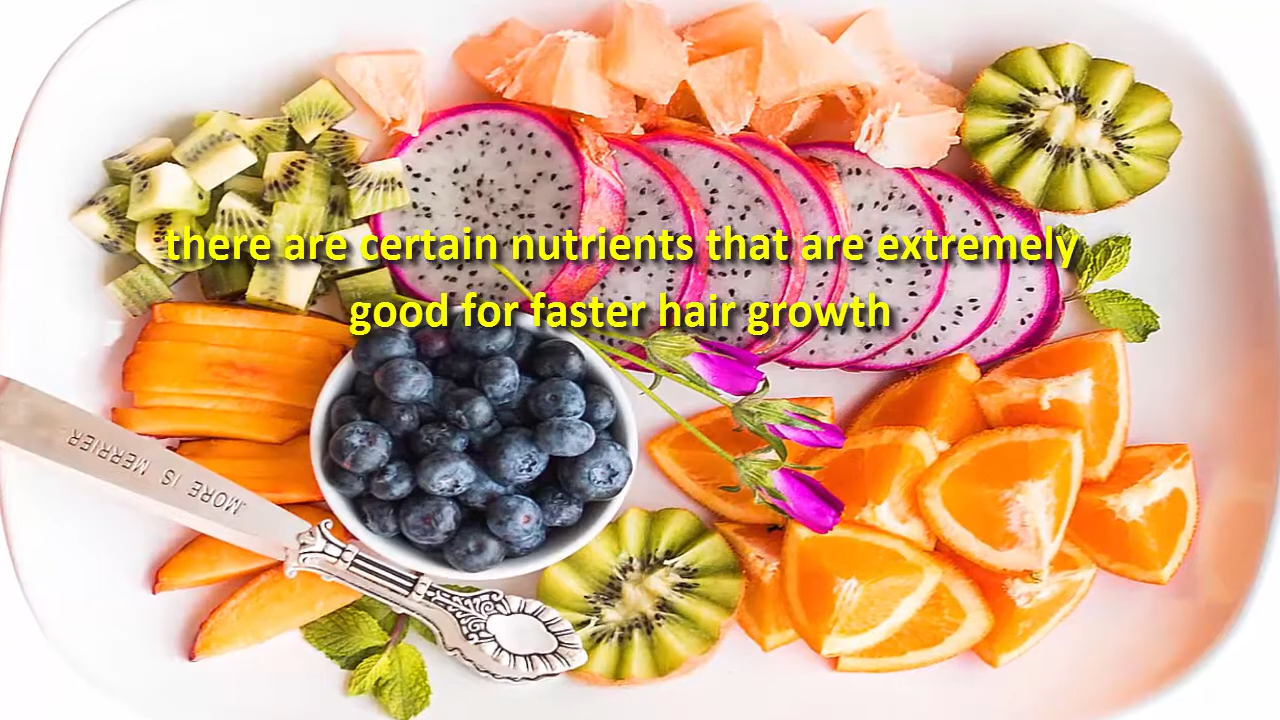 there are certain nutrients that are extremely
good for faster hair growth
MORE IS MERRIER